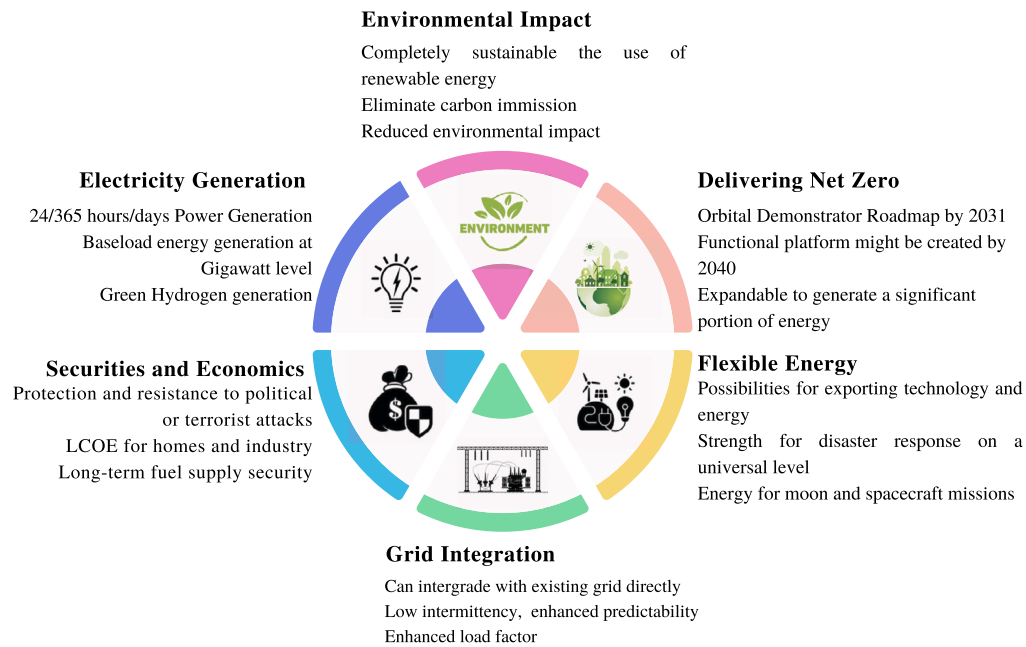 Environmental Impact
Completely sustainable the use of
renewable energy
Eliminate carbon immission
Reduced environmental impact
Electricity Generation
24/365 hours/days Power Generation
Baseload energy generation at
Gigawatt level
Green Hydrogen generation
Delivering Net Zero
Orbital Demonstrator Roadmap by 2031
Functional platform might be created by
2040
Expandable to generate a significant
portion of energy
ENVIRONMENT
Securities and Economics
Protection and resistance to political
or terrorist attacks
LCOE for homes and industry
Long-term fuel supply security
$
Flexible Energy
Possibilities for exporting technology and
energy
Strength for disaster response on a
universal level
Energy for moon and spacecraft missions
Grid Integration
Can intergrade with existing grid directly
Low intermittency, enhanced predictability
Enhanced load factor